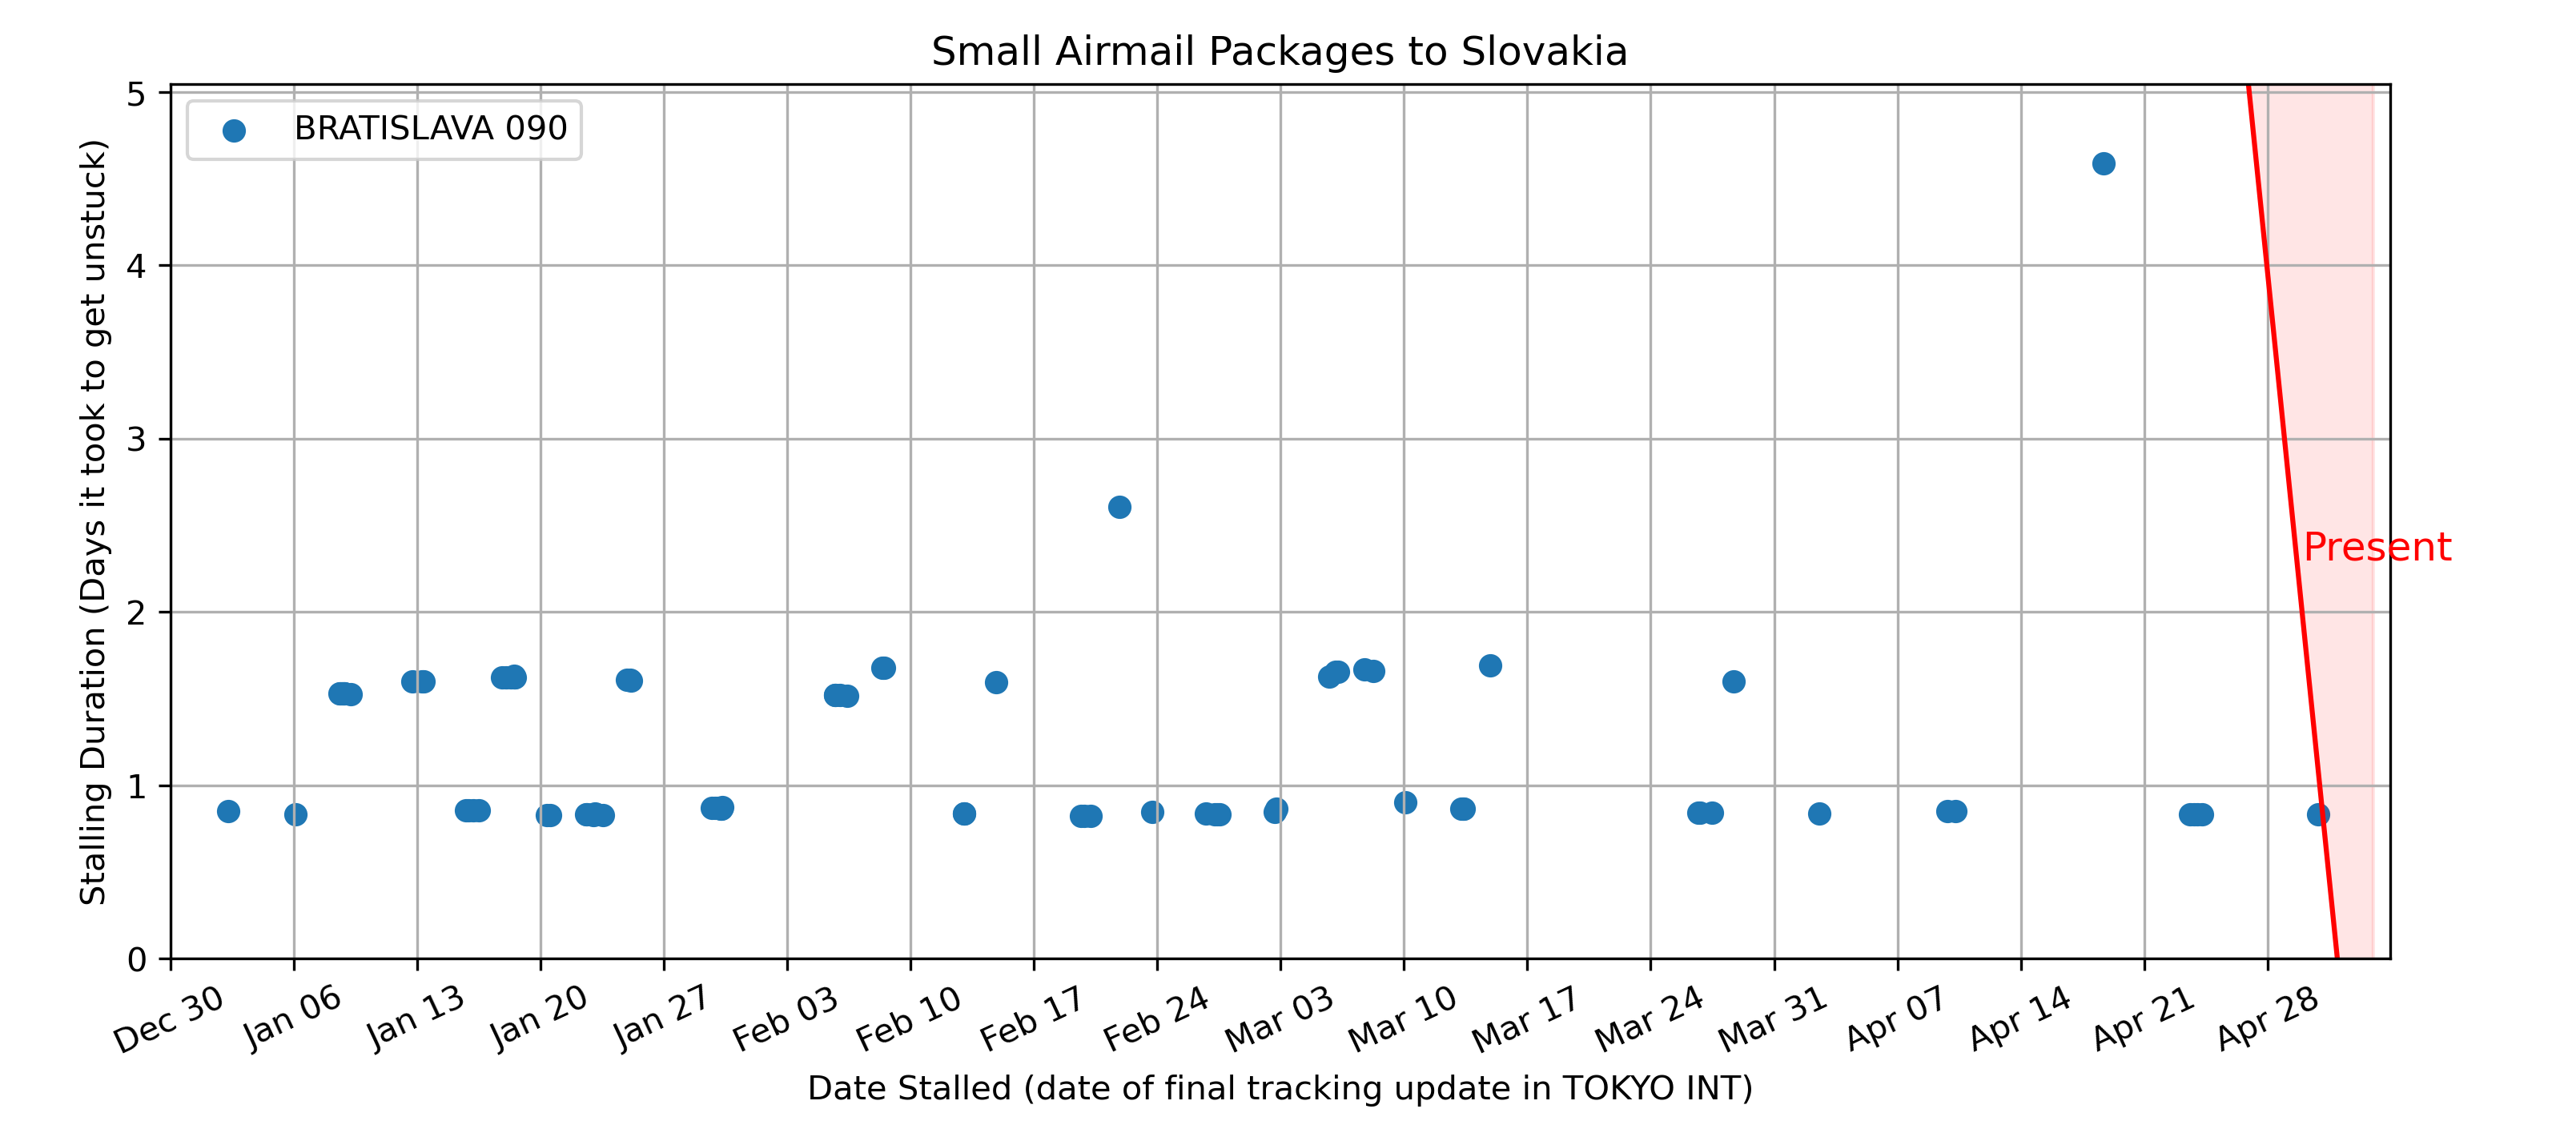 Small Airmail Packages to Slovakia
BRATISLAVA 090
Stalling Duration (Days it took to get unstuck)
5
4
3
2
1
0
Present
Dec 30
Jan 06
Jan 13
Jan 20
Jan 27
Feb 03
Feb 10
Feb 17
Feb 24
Mar 03
Mar 10
Mar 17
Mar 24
Mar 31
Apr 07
Apr 14
Apr 21
Apr 28
Date Stalled (date of final tracking update in TOKYO INT)